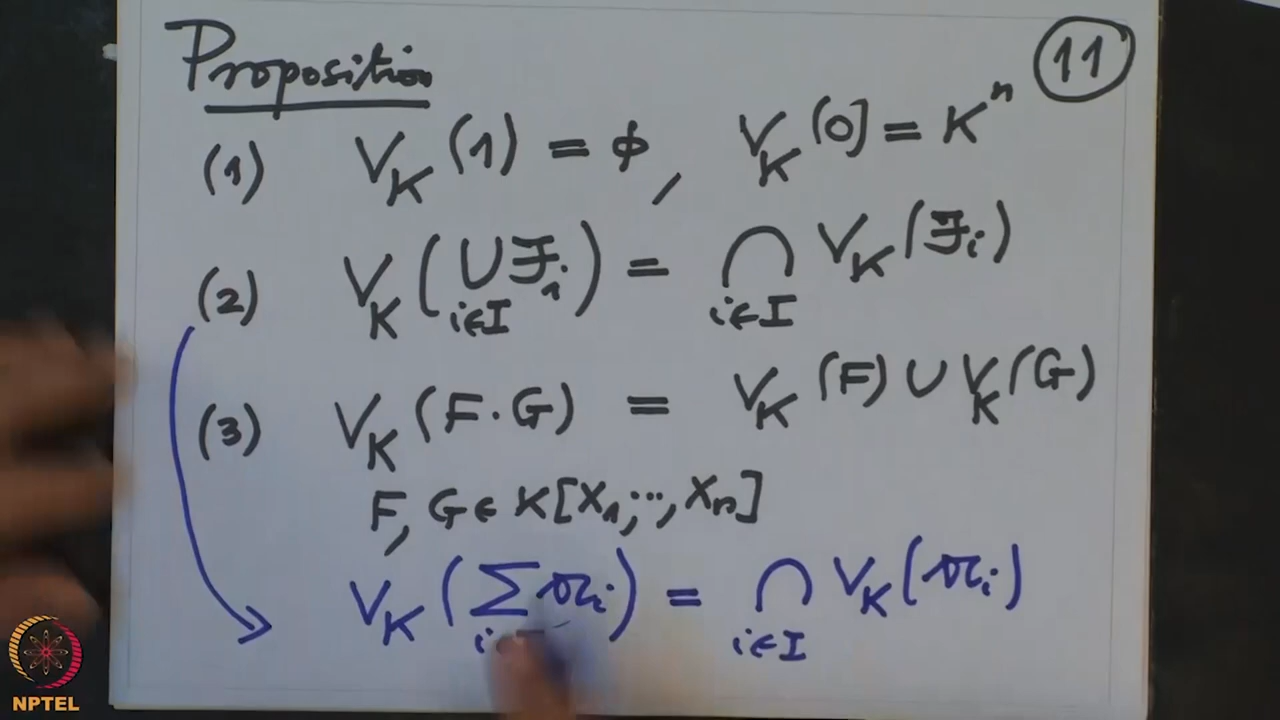 Proposition 11
(1) V_K(1) = ϕ, V_K(0] = K^n
(2) V_K(∪_{i∈I} ℱ_i) = ⋂_{i∈I} V_K(ℱ_i)
(3) V_K(F·G) = V_K(F) ∪ V_K(G)
F, G ∈ K[X_1,…,X_n]
V_K(∑_{i∈I} 𝔞_i) = ⋂_{i∈I} V_K(𝔞_i)
NPTEL